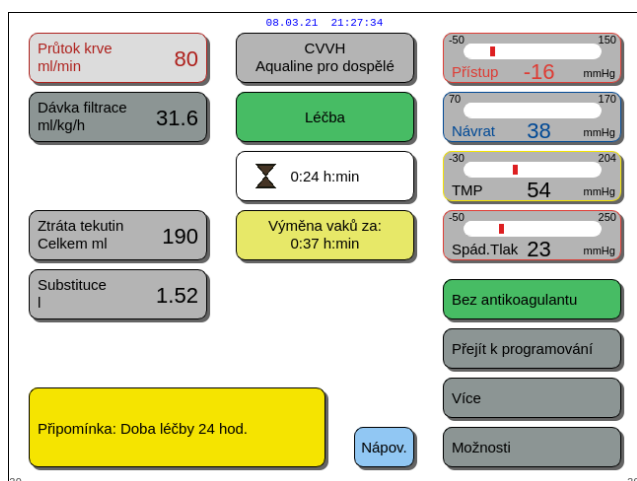 08.03.21 21:27:34
Průtok krve
ml/min
80
CVVH
Aqualine pro dospělé
-50
150
Přístup
-16
mmHg
Dávka filtrace
ml/kg/h
31.6
Léčba
70
170
Návrat
38
mmHg
0:24 h:min
-30
204
TMP
54
mmHg
Ztráta tekutin
Celkem ml
190
Výměna vaků za:
0:37 h:min
-50
250
Spád.Tlak
23
mmHg
Substituce
l
1.52
Bez antikoagulantu
Přejít k programování
Více
Připomínka: Doba léčby 24 hod.
Nápov.
Možnosti